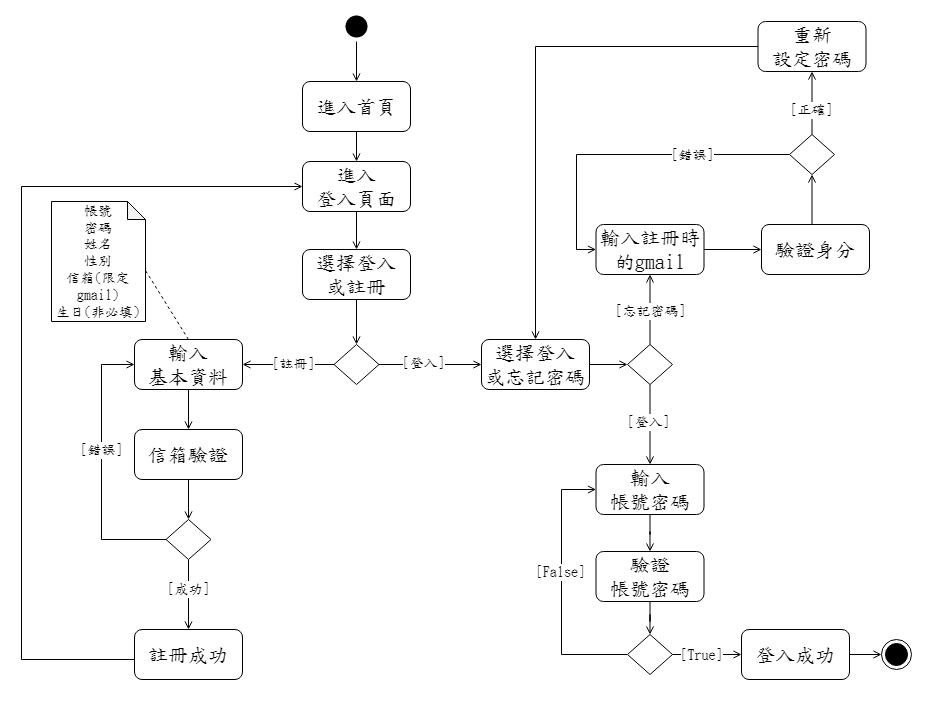 進入首頁
進入
登入頁面
選擇登入
或註冊
帳號
密碼
姓名
性別
信箱(限定
gmail)
生日(非必填)
[註冊]
[登入]
輸入
基本資料
信箱驗證
[錯誤]
[成功]
註冊成功
選擇登入
或忘記密碼
[忘記密碼]
輸入註冊時
的gmail
驗證身分
[錯誤]
[正確]
重新
設定密碼
[登入]
輸入
帳號密碼
驗證
帳號密碼
[False]
[True]
登入成功